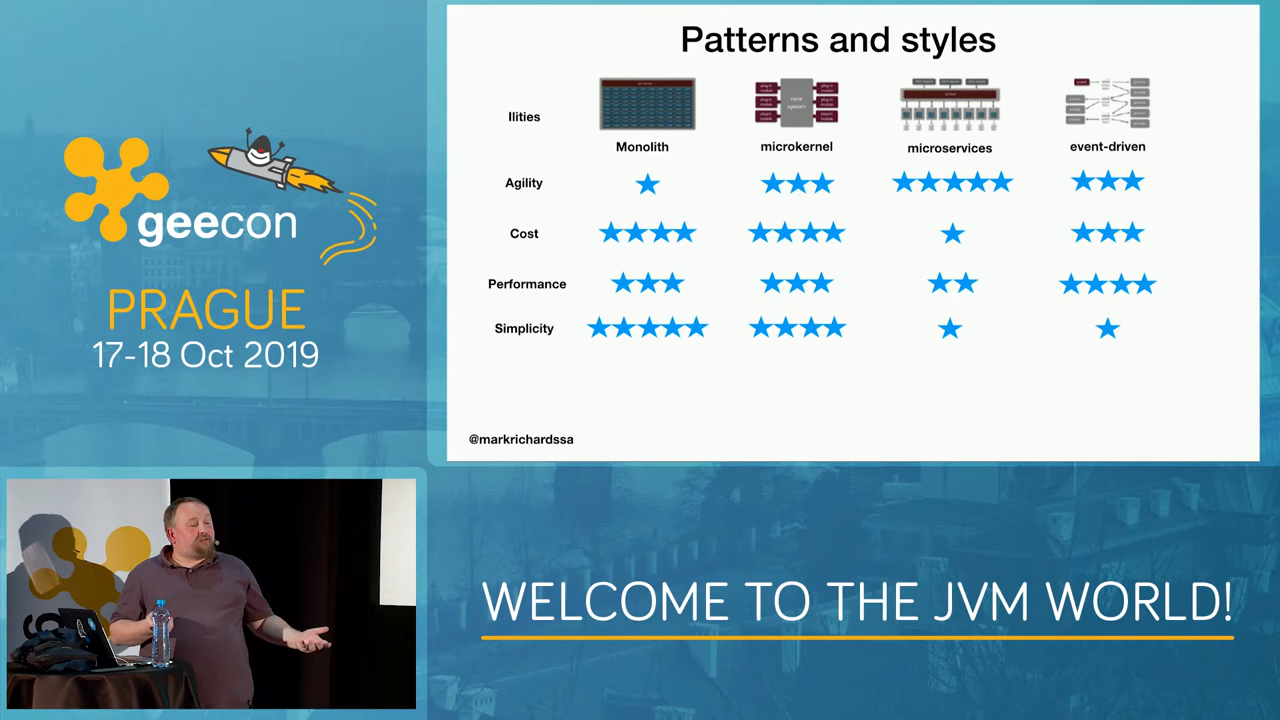 geecon
PRAGUE
17-18 Oct 2019
Patterns and styles
Ilities
Monolith
microkernel
microservices
event-driven
Agility
Cost
Performance
Simplicity
@markrichardssa
WELCOME TO THE JVM WORLD!